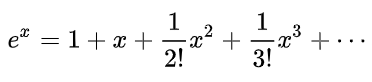 $e^x = 1 + x + \frac{1}{2!}x^2 + \frac{1}{3!}x^3 + \cdots$